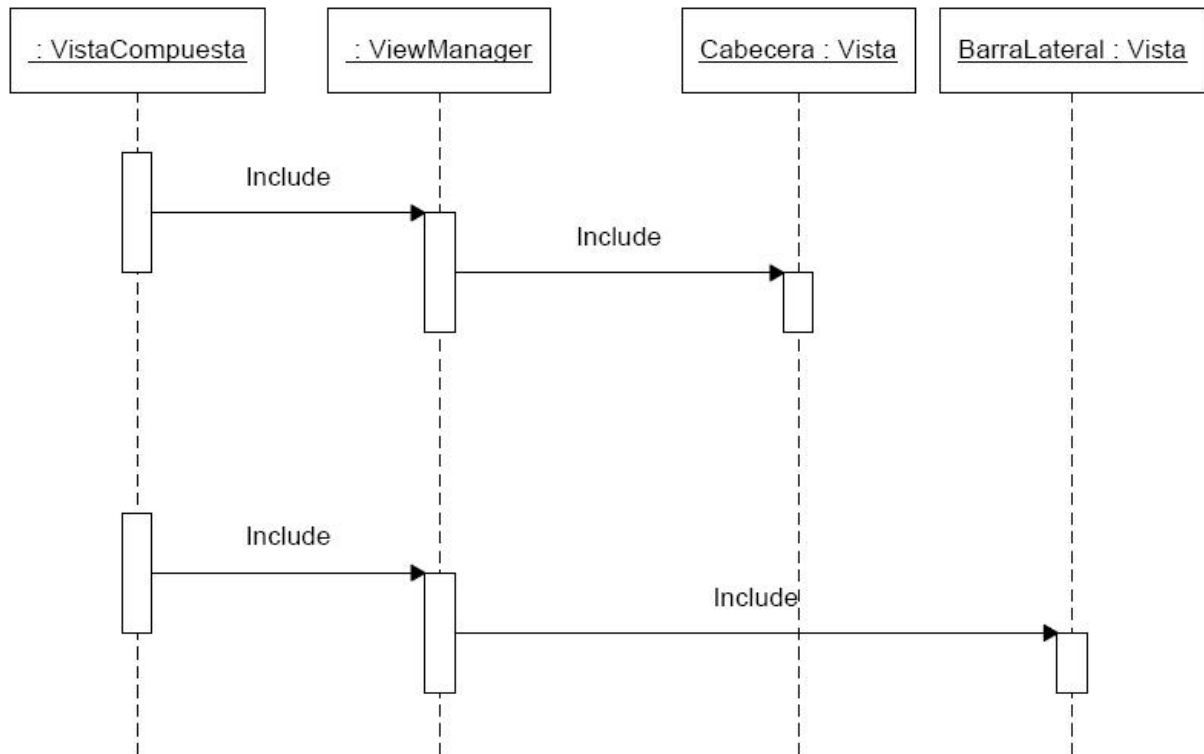 : VistaCompuesta
: ViewManager
Cabecera : Vista
BarraLateral : Vista
Include
Include
Include
Include